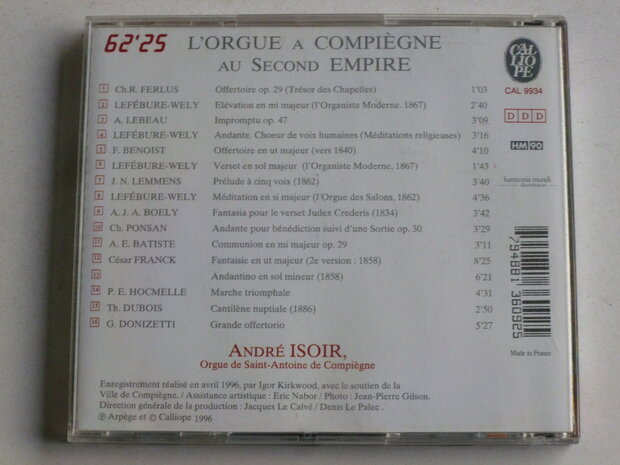 62'25 L'ORGUE A COMPIÈGNE
AU SECOND EMPIRE
CALLIOPE
CAL 9934
D D D
HM 90
harmonia mundi
distribution
1 Ch.R. FERLUS Offertoire op. 29 (Trésor des Chapelles) 1'03
2 LEFÉBURE-WELY Elévation en mi majeur (l'Organiste Moderne. 1867) 2'40
3 A. LEBEAU Impromptu op. 47 3'09
4 LEFÉBURE-WELY Andante. Choeur de voix humaines (Méditations religieuses) 3'16
5 F. BENOIST Offertoire en ut majeur (vers 1840) 4'10
6 LEFÉBURE-WELY Verset en sol majeur (l'Organiste Moderne, 1867) 1'43
7 J. N. LEMMENS Prélude à cinq voix (1862) 3'40
8 LEFÉBURE-WELY Méditation en si majeur (l'Orgue des Salons, 1862) 4'36
9 A. J. A. BOELY Fantasia pour le verset Judex Crederis (1834) 3'42
10 Ch. PONSAN Andante pour bénédiction suivi d'une Sortie op. 30 3'29
11 A. E. BATISTE Communion en mi majeur op. 29 3'11
12 César FRANCK Fantaisie en ut majeur (2e version : 1858) 8'25
13 Andantino en sol mineur (1858) 6'21
14 P. E. HOCMELLE Marche triomphale 4'31
15 Th. DUBOIS Cantilène nuptiale (1886) 2'50
16 G. DONIZETTI Grande offertorio 5'27
794881 360925
Made in France
ANDRÉ ISOIR,
Orgue de Saint-Antoine de Compiègne
Enregistrement réalisé en avril 1996, par Igor Kirkwood, avec le soutien de la
Ville de Compiègne. / Assistance artistique : Eric Nabor / Photo : Jean-Pierre Gilson.
Direction générale de la production : Jacques Le Calvé / Denis Le Palec.
℗ Arpège et © Calliope 1996